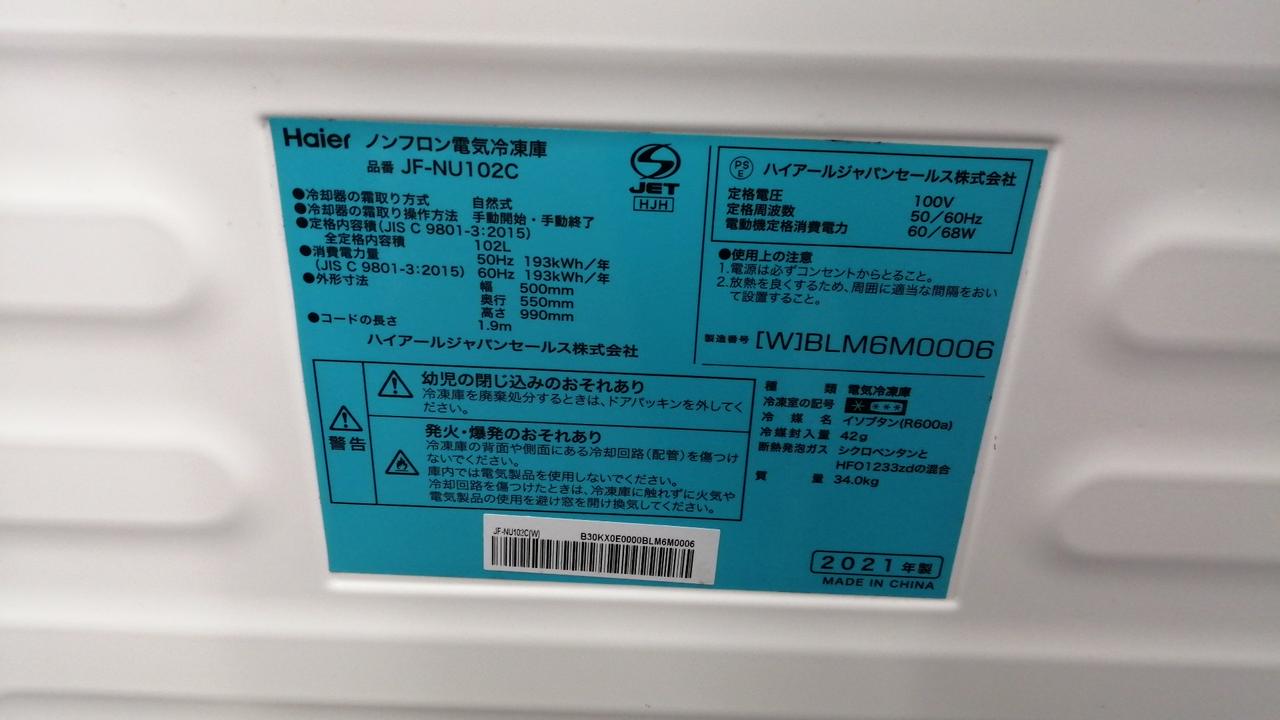 Haier ノンフロン電気冷凍庫
品番 JF-NU102C
●冷却器の霜取り方式 自然式
●冷却器の霜取り操作方法 手動開始・手動終了
●定格内容積(JIS C 9801-3:2015)
全定格内容積 102L
●消費電力量 50Hz 193kWh/年
(JIS C 9801-3:2015) 60Hz 193kWh/年
●外形寸法 幅 500mm
奥行 550mm
高さ 990mm
●コードの長さ 1.9m
ハイアールジャパンセールス株式会社
S
JET
HJH
PS
E
ハイアールジャパンセールス株式会社
定格電圧 100V
定格周波数 50/60Hz
電動機定格消費電力 60/68W
●使用上の注意
1.電源は必ずコンセントからとること。
2.放熱を良くするため、周囲に適当な間隔をおい
て設置すること。
製造番号 [W]BLM6M0006
警告
幼児の閉じ込みのおそれあり
冷凍庫を廃棄処分するときは、ドアパッキンを外してく
ださい。
発火・爆発のおそれあり
冷凍庫の背面や側面にある冷却回路(配管)を傷つけ
ないでください。
庫内では電気製品を使用しないでください。
冷却回路を傷つけたときは、冷凍庫に触れずに火気や
電気製品の使用を避け窓を開け換気してください。
種類 電気冷凍庫
冷凍室の記号 ****
冷媒名 イソブタン(R600a)
冷媒封入量 42g
断熱発泡ガス シクロペンタンと
HFO1233zdの混合
質量 34.0kg
JF-NU102C(W) B30KX0E0000BLM6M0006
2021年製
MADE IN CHINA